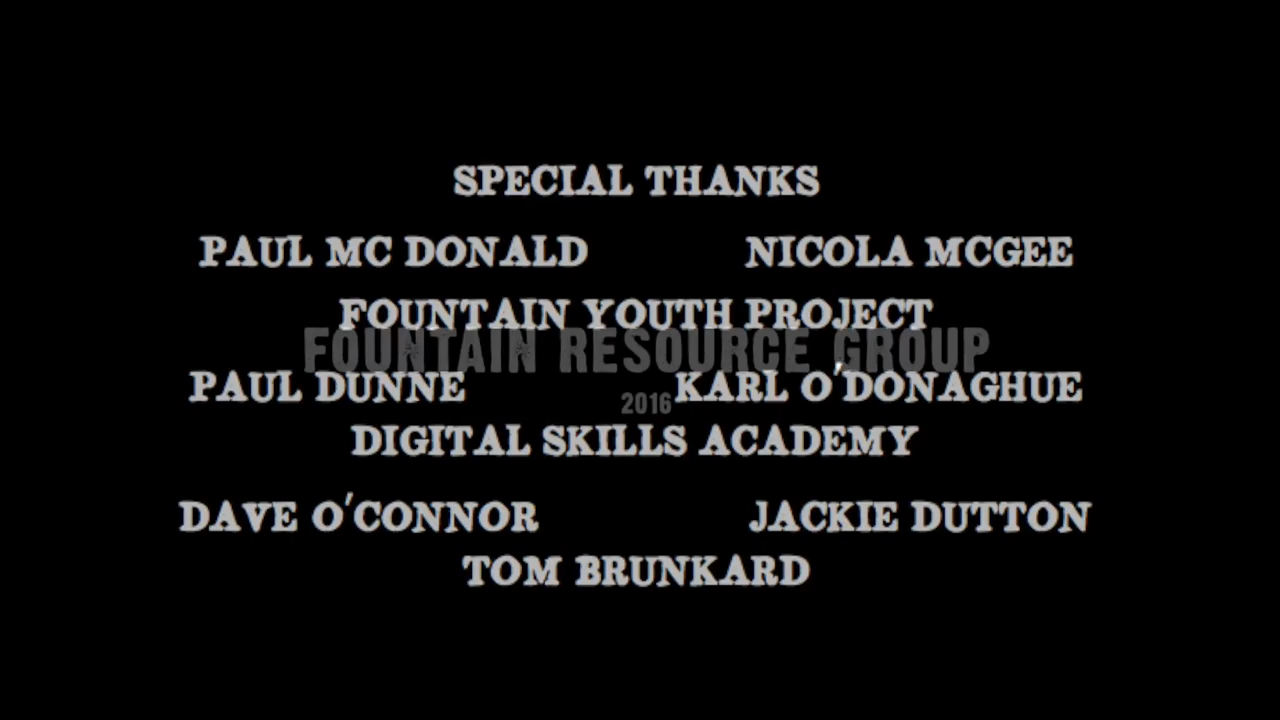 SPECIAL THANKS
PAUL MC DONALD NICOLA MCGEE
FOUNTAIN YOUTH PROJECT
FOUNTAIN RESOURCE GROUP
PAUL DUNNE KARL O'DONAGHUE
2016
DIGITAL SKILLS ACADEMY
DAVE O'CONNOR JACKIE DUTTON
TOM BRUNKARD